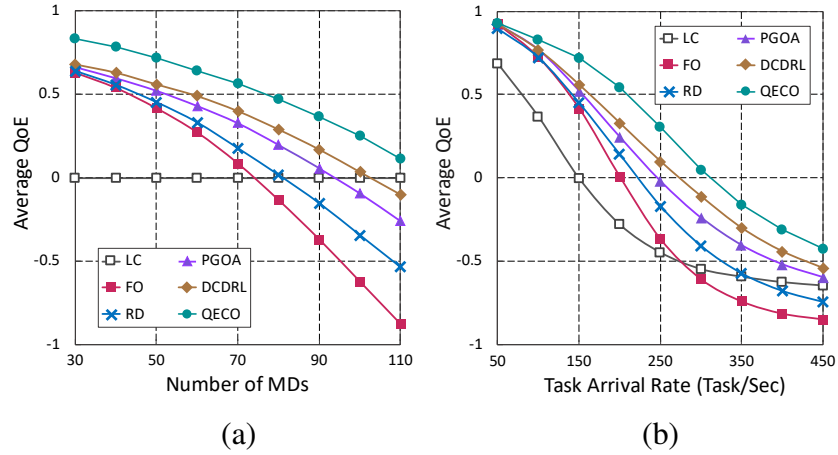 Average QoE
1
0.5
0
-0.5
-1
LC
PGOA
FO
DCDRL
RD
QECO
30
50
70
90
110
Number of MDs
(a)
Average QoE
1
0.5
0
-0.5
-1
LC
PGOA
FO
DCDRL
RD
QECO
50
150
250
350
450
Task Arrival Rate (Task/Sec)
(b)